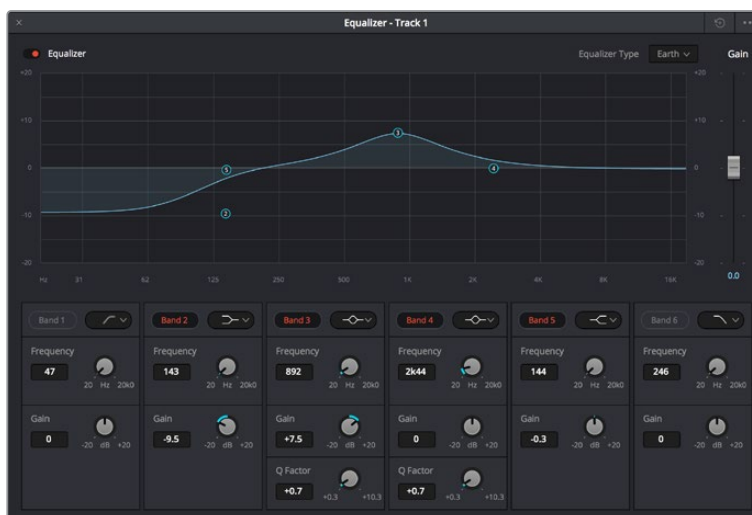 Equalizer - Track 1
Equalizer
Equalizer Type
Earth
Gain
+20 +20
+10 +10
0 0
-10 -10
-20 -20
3
5
4
2
0.0
Hz 31 62 125 250 500 1K 2K 4K 8K 16K
Band 1 Band 2 Band 3 Band 4 Band 5 Band 6
Frequency Frequency Frequency Frequency Frequency Frequency
47 143 892 2k44 144 246
20 Hz 20k0 20 Hz 20k0 20 Hz 20k0 20 Hz 20k0 20 Hz 20k0 20 Hz 20k0
Gain Gain Gain Gain Gain Gain
0 -9.5 +7.5 0 -0.3 0
-20 dB +20 -20 dB +20 -20 dB +20 -20 dB +20 -20 dB +20 -20 dB +20
Q Factor Q Factor
+0.7 +0.7
+0.3 +10.3 +0.3 +10.3